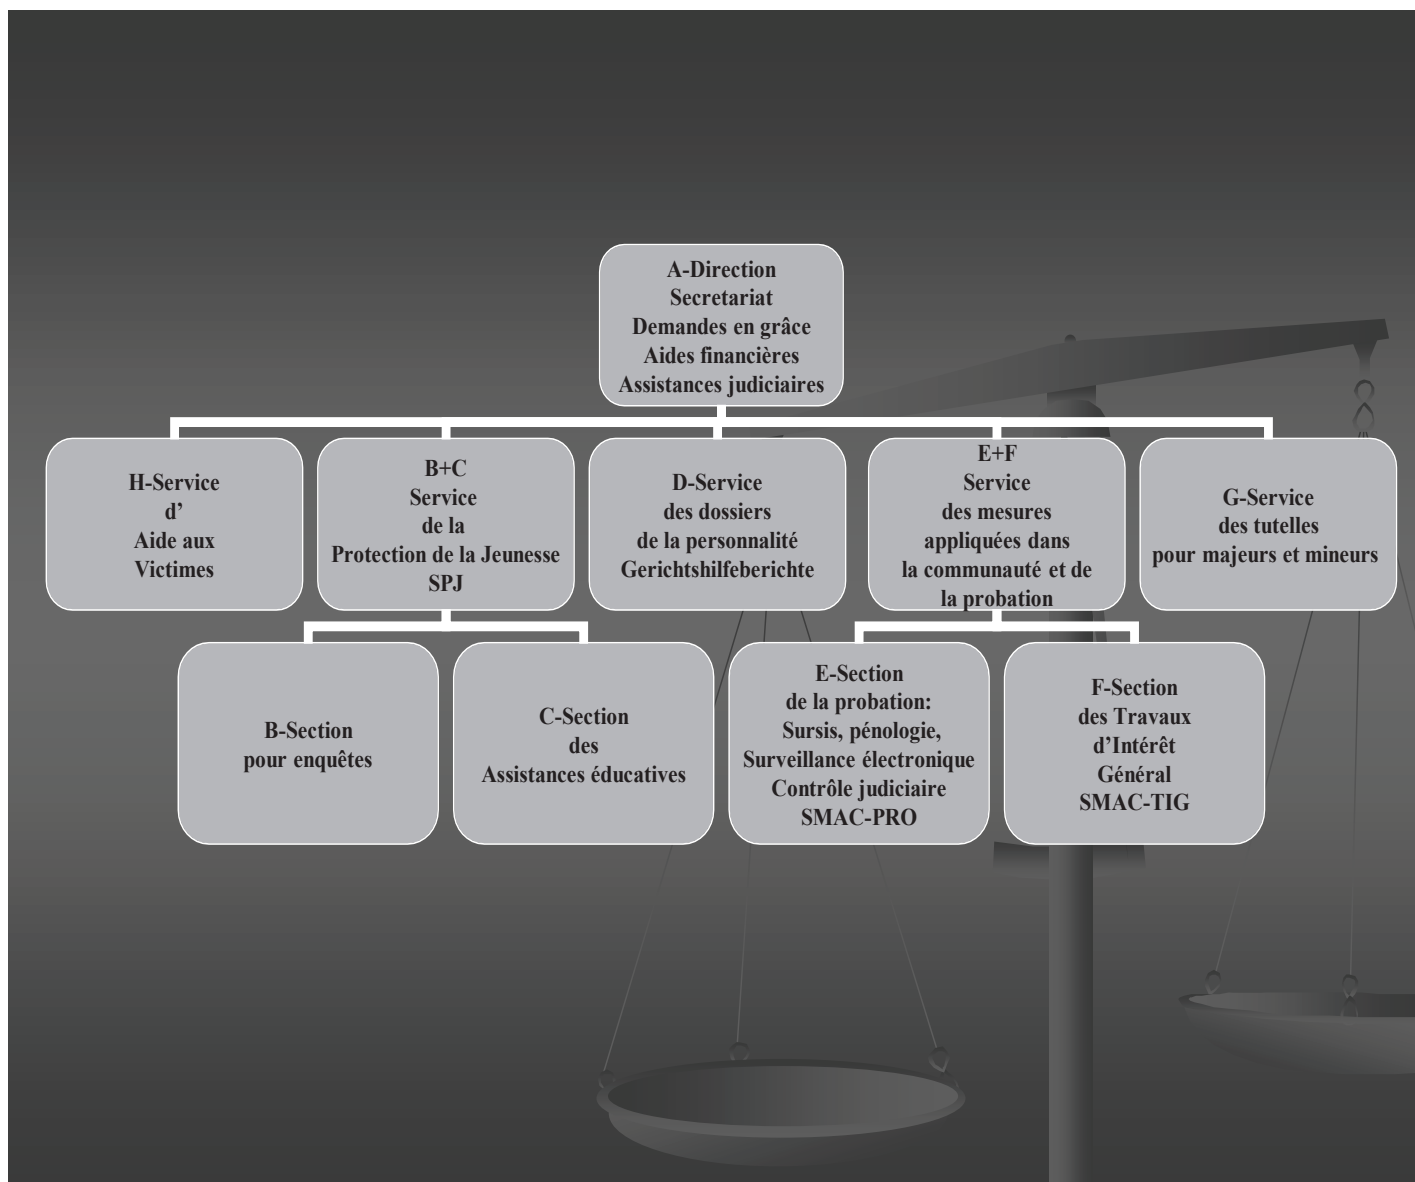 A-Direction
Secretariat
Demandes en grâce
Aides financières
Assistances judiciaires
H-Service
d’
Aide aux
Victimes
B+C
Service
de la
Protection de la Jeunesse
SPJ
D-Service
des dossiers
de la personnalité
Gerichtshilfeberichte
E+F
Service
des mesures
appliquées dans
la communauté et de
la probation
G-Service
des tutelles
pour majeurs et mineurs
B-Section
pour enquêtes
C-Section
des
Assistances éducatives
E-Section
de la probation:
Sursis, pénologie,
Surveillance électronique
Contrôle judiciaire
SMAC-PRO
F-Section
des Travaux
d’Intérêt
Général
SMAC-TIG